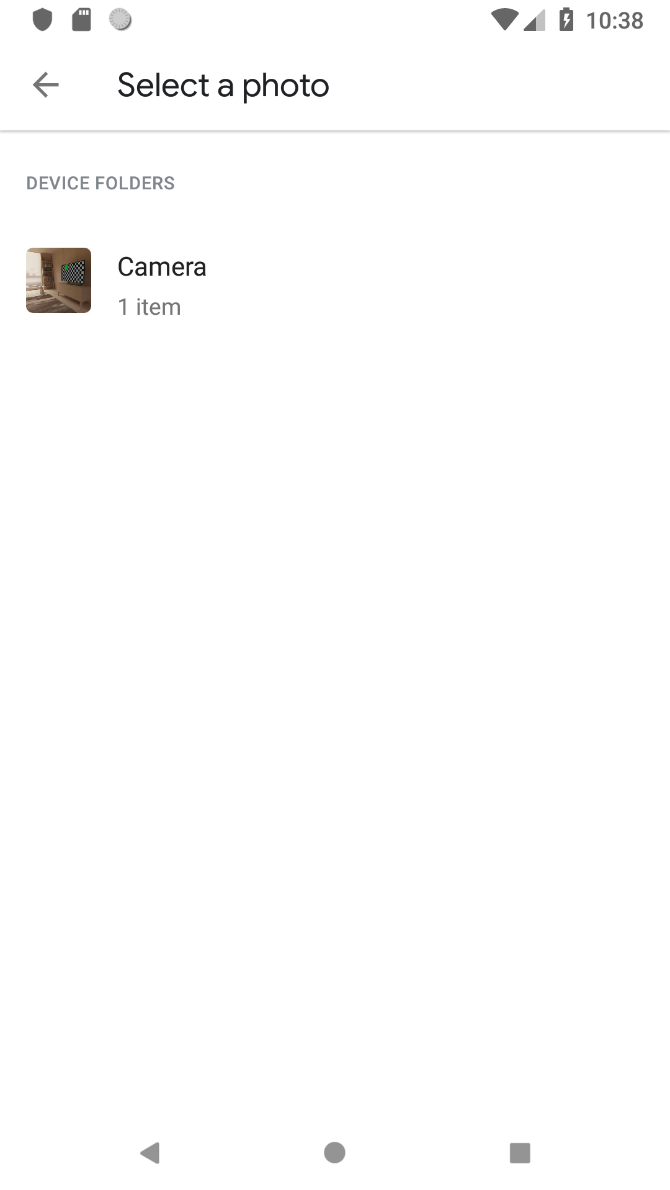 10:38
Select a photo
DEVICE FOLDERS
Camera
1 item